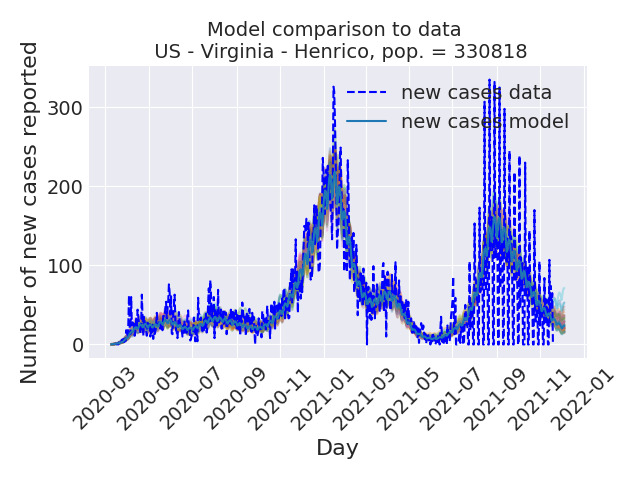 Model comparison to data
US - Virginia - Henrico, pop. = 330818
Number of new cases reported
300
200
100
0
new cases data
new cases model
2020-03
2020-05
2020-07
2020-09
2020-11
2021-01
2021-03
2021-05
2021-07
2021-09
2021-11
2022-01
Day